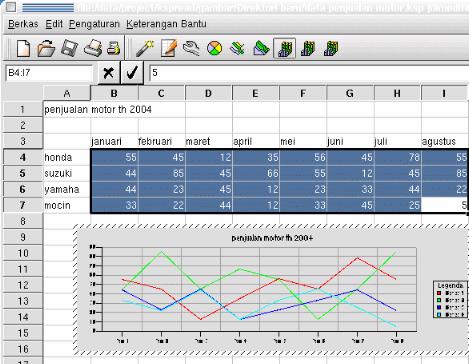 Berkas Edit Pengaturan Keterangan Bantu
B4:I7 5
A B C D E F G H I
1 penjualan motor th 2004
2
3 januari februari maret april mei juni juli agustus
4 honda 55 45 12 35 56 45 78 55
5 suzuki 44 85 45 66 55 12 45 85
6 yamaha 44 23 45 12 23 33 44 22
7 mocin 33 22 44 12 33 45 25 5
8
9 penjualan motor th 2004
10
11
12 Legenda
13
14
15
16
17